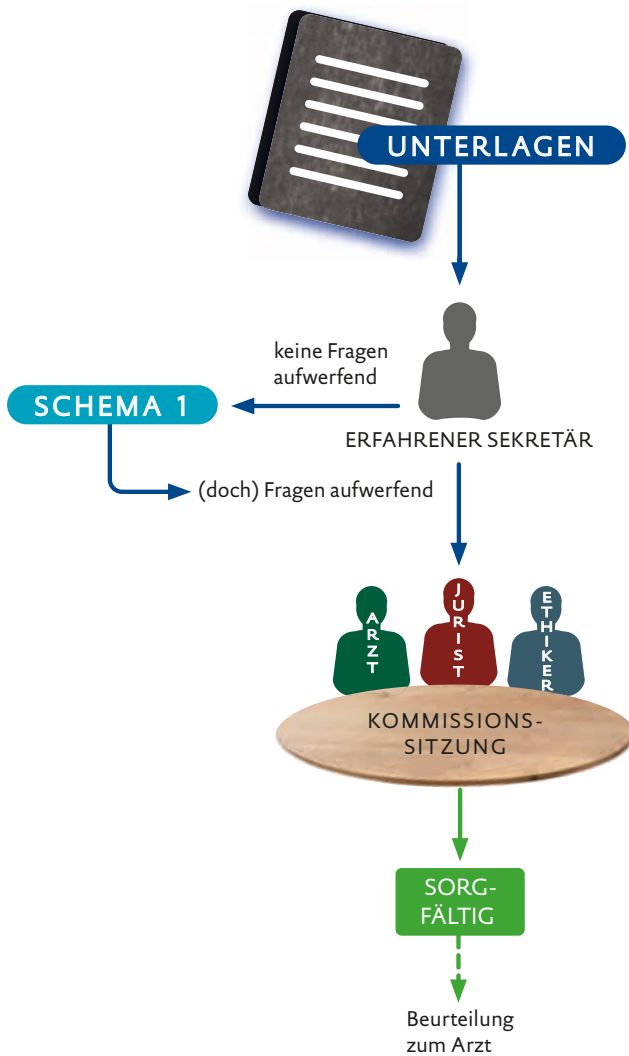 UNTERLAGEN
keine Fragen
aufwerfend
SCHEMA 1
ERFAHRENER SEKRETÄR
(doch) Fragen aufwerfend
ARZT
JURIST
ETHIKER
KOMMISSIONS-
SITZUNG
SORG-
FÄLTIG
Beurteilung
zum Arzt